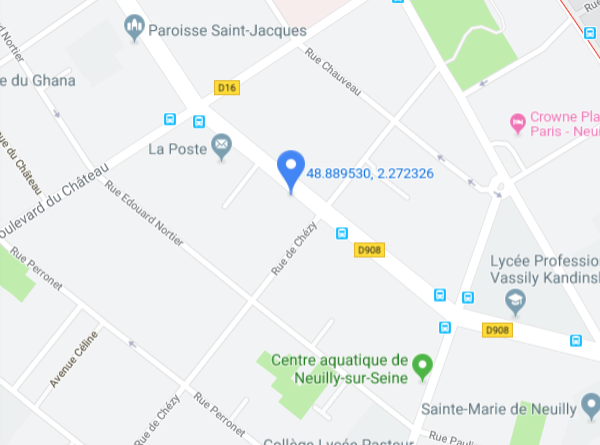 Paroisse Saint-Jacques
Nortier
Rue Chauveau
e du Ghana
D16
Crowne Pla
Paris - Neui
La Poste
48.889530, 2.272326
ue du Château
oulevard du Château
Rue Edouard Nortier
Rue de Chézy
D908
Rue Perronet
Lycée Profession
Vassily Kandinsk
D908
Avenue Céline
Centre aquatique de
Neuilly-sur-Seine
Rue de Chézy
Rue Perronet
Sainte-Marie de Neuilly
Rue Paulin
Collège Lycée Pasteur